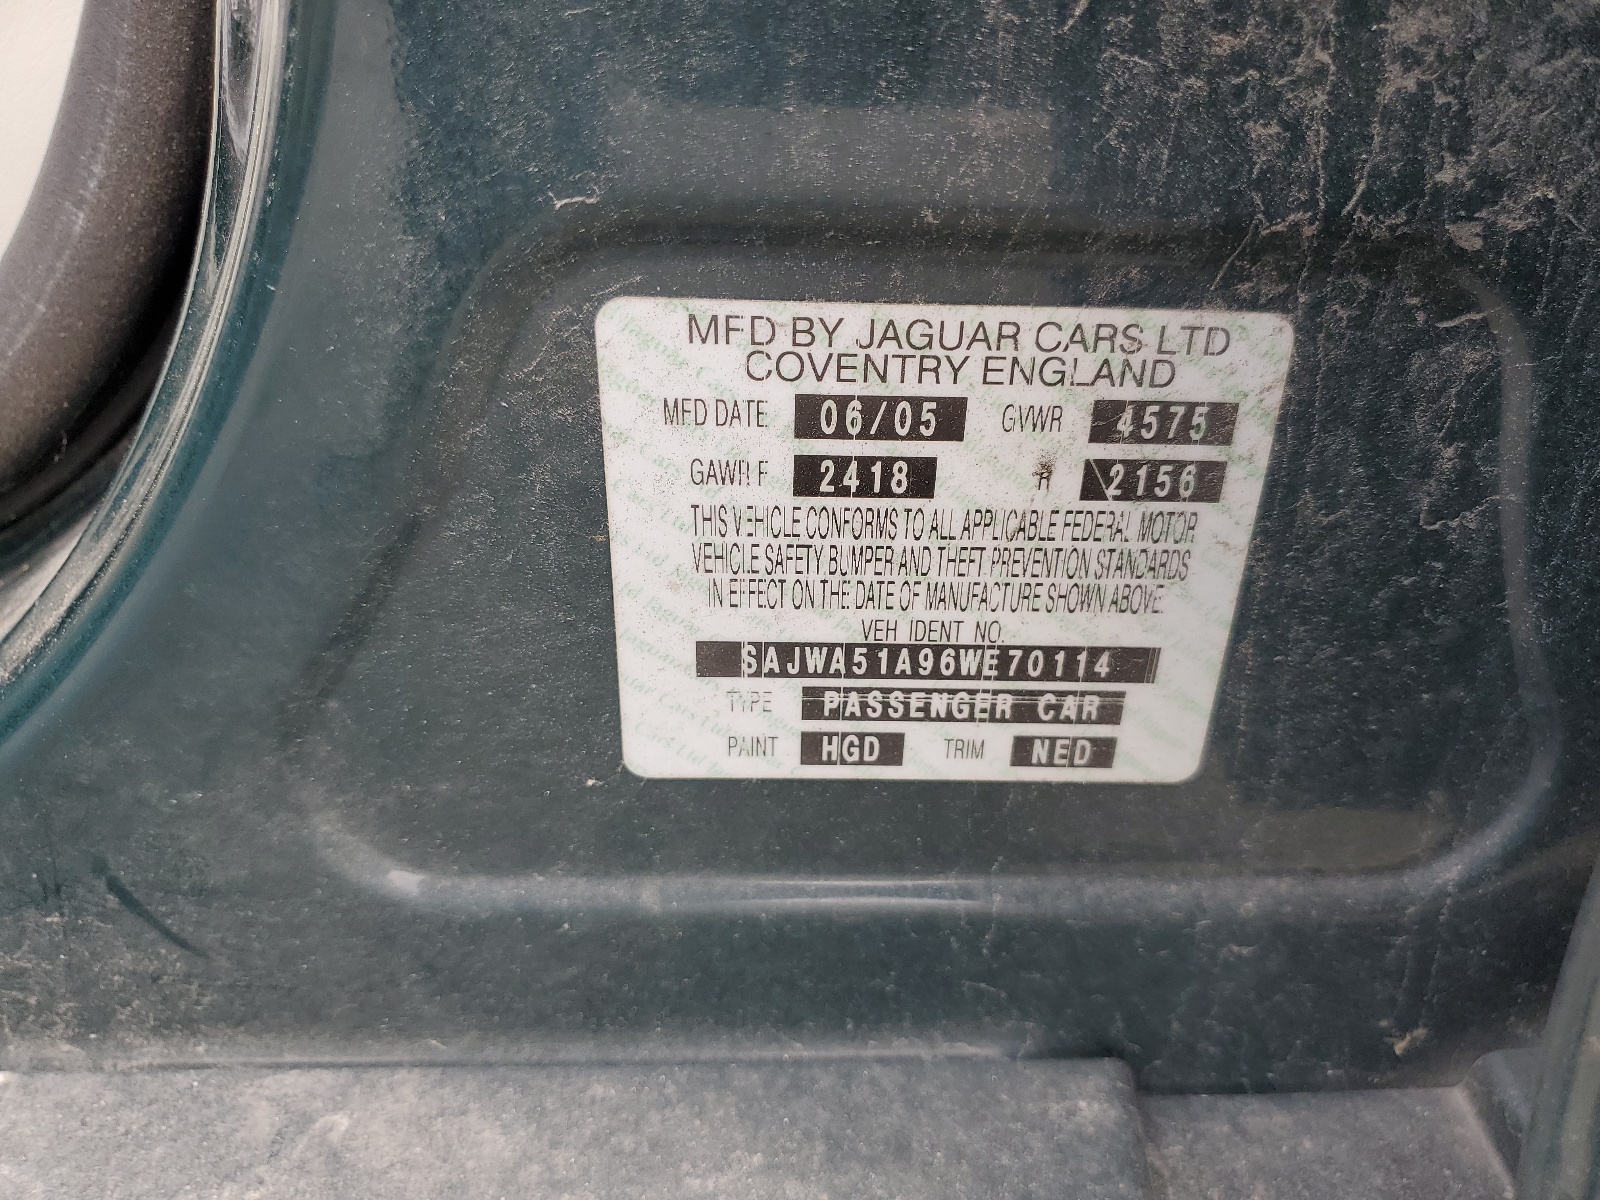 MFD BY JAGUAR CARS LTD
COVENTRY ENGLAND
MFD DATE 06/05 GVWR 4575
GAWR F 2418 R 2156
THIS VEHICLE CONFORMS TO ALL APPLICABLE FEDERAL MOTOR
VEHICLE SAFETY BUMPER AND THEFT PREVENTION STANDARDS
IN EFFECT ON THE DATE OF MANUFACTURE SHOWN ABOVE.
VEH IDENT NO.
SAJWA51A96WE70114
TYPE PASSENGER CAR
PAINT HGD TRIM NED